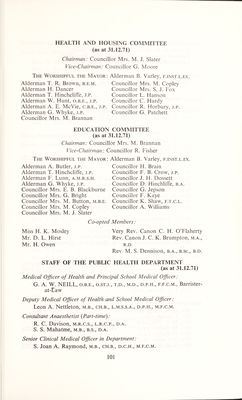 HEALTH AND HOUSING COMMITTEE
(as at 31.12.71)
Chairman: Councillor Mrs. M. J. Slater
Vice-Chairman: Councillor G. Moore
THE WORSHIPFUL THE MAYOR: Alderman B. Varley, F.INST.S.EX.
Alderman T. R. Brown, B.E.M.
Alderman H. Dancer
Alderman T. Hinchcliffe, J.P.
Alderman W. Hunt, O.B.E., J.P.
Alderman A. E. McVie, C.B.E., J.P.
Alderman G. Whyke, J.P.
Councillor Mrs. M. Brannan
Councillor Mrs. M. Copley
Councillor Mrs. S. J. Fox
Councillor L. Hanson
Councillor C. Hardy
Councillor R. Horbury, J.P.
Councillor G. Patchett
EDUCATION COMMITTEE
(as at 31.12.71)
Chairman: Councillor Mrs. M. Brannan
Vice-Chairman: Councillor R. Fisher
THE WORSHIPFUL THE MAYOR: Alderman B. Varley, F.INST.S.EX.
Alderman A. Butler, J.P.
Alderman T. Hinchcliffe, J.P.
Alderman F. Lunn, A.M.R.S.H.
Alderman G. Whyke, J.P.
Councillor Mrs. E. B. Blackburne
Councillor Mrs. D. Bright
Councillor Mrs. M. Button, M.B.E.
Councillor Mrs. M. Copley
Councillor Mrs. M. J. Slater
Councillor H. Brain
Councillor F. B. Crow, J.P.
Councillor J. H. Dossett
Councillor D. Hinchliffe, B.A.
Councillor G. Jepson
Councillor F. Kaye
Councillor K. Shaw, F.F.C.I.
Councillor A. Williams
Co-opted Members:
Miss H. K. Mosley
Mr. D. L. Hirst
Mr. H. Owen
Very Rev. Canon C. H. O'Flaherty
Rev. Canon J. C. K. Brumpton, M.A.,
B.D.
Rev. M. S. Dennison, B.A., B.SC., B.D.
STAFF OF THE PUBLIC HEALTH DEPARTMENT
(as at 31.12.71)
Medical Officer of Health and Principal School Medical Officer:
G. A. W. NEILL, O.B.E., O.ST.J., T.D., M.D., D.P.H., F.F.C.M., Barrister-
at-Law
Deputy Medical Officer of Health and School Medical Officer:
Leon A. Nettleton, M.B., CH.B., L.M.S.S.A., D.P.H., M.F.C.M.
Consultant Anaesthetist (Part-time):
R. C. Davison, M.R.C.S., L.R.C.P., D.A.
S. S. Mahatme, M.B., B.S., D.A.
Senior Clinical Medical Officer in Department:
S. Joan A. Raymond, M.B., CH.B., D.C.H., M.F.C.M.
101